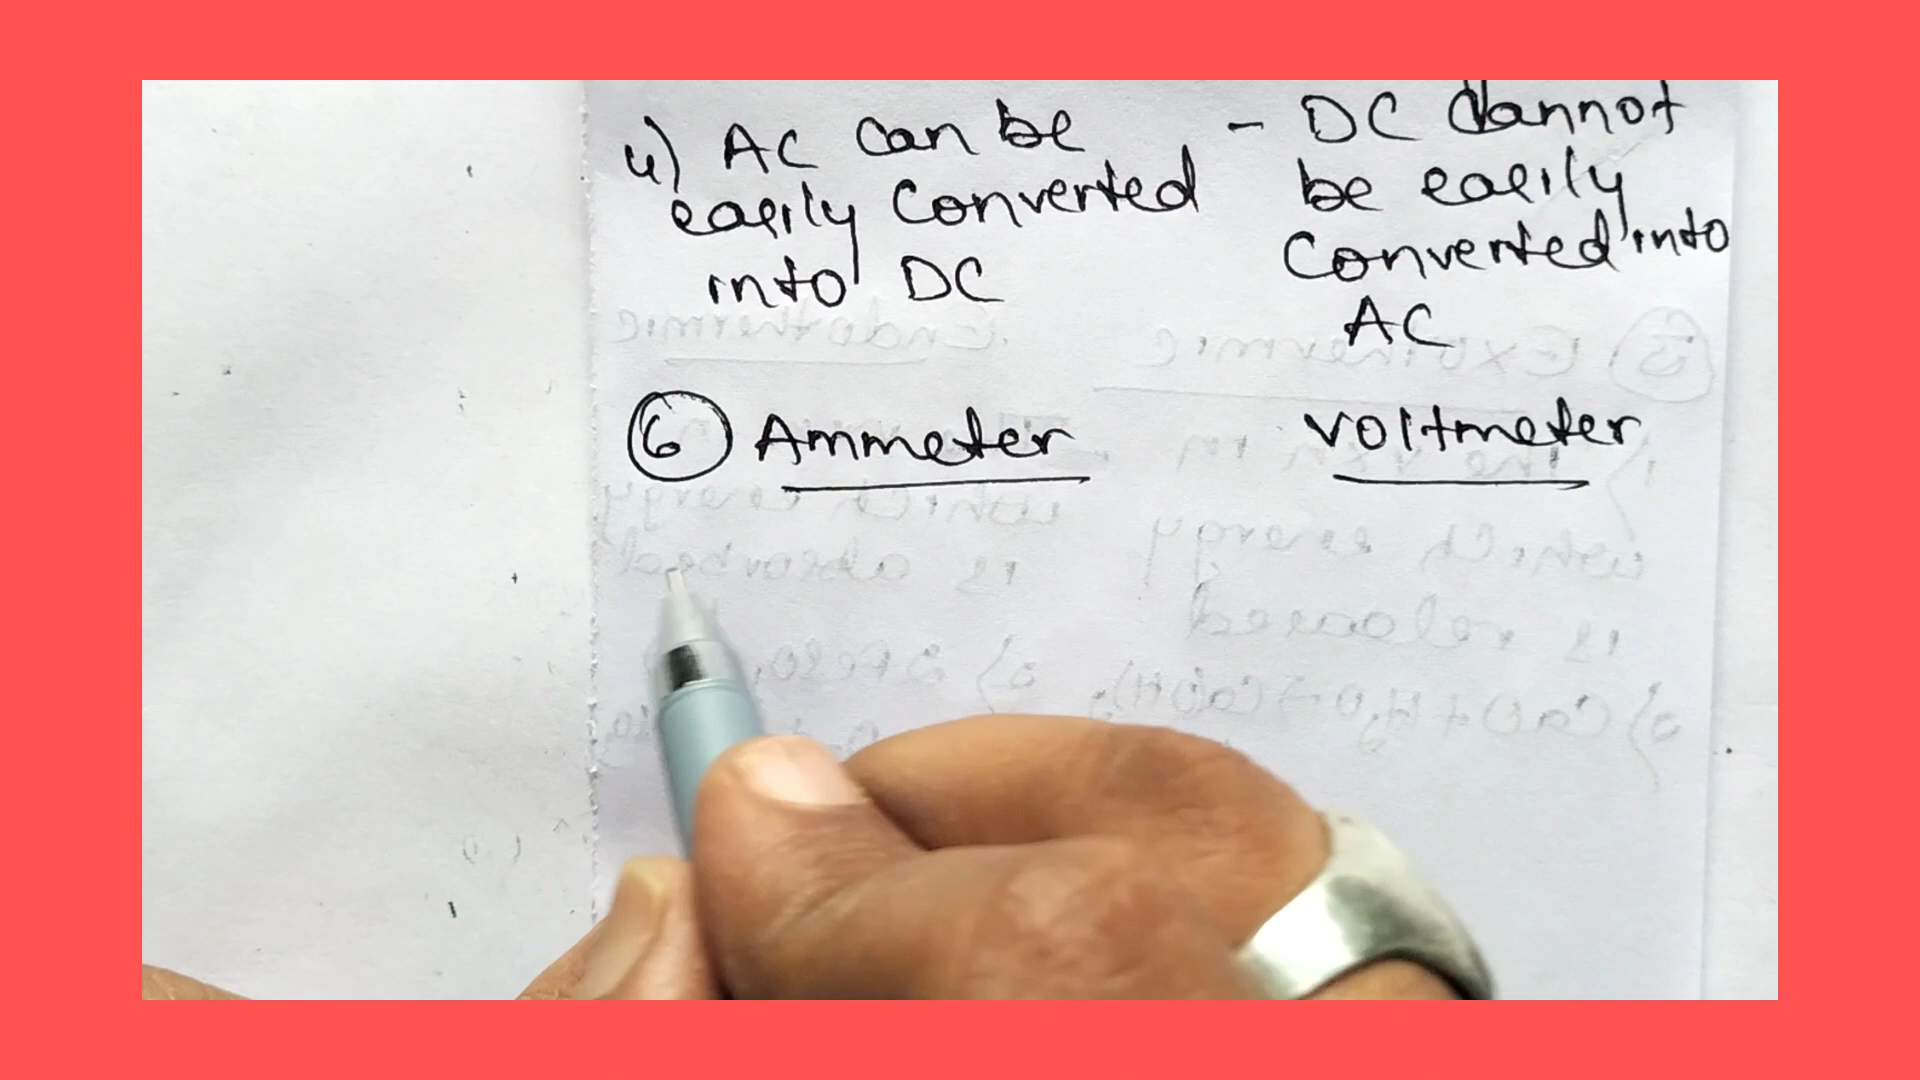 4) AC can be
easily converted
into DC
- DC cannot
be easily
converted into
AC
6 Ammeter
voltmeter